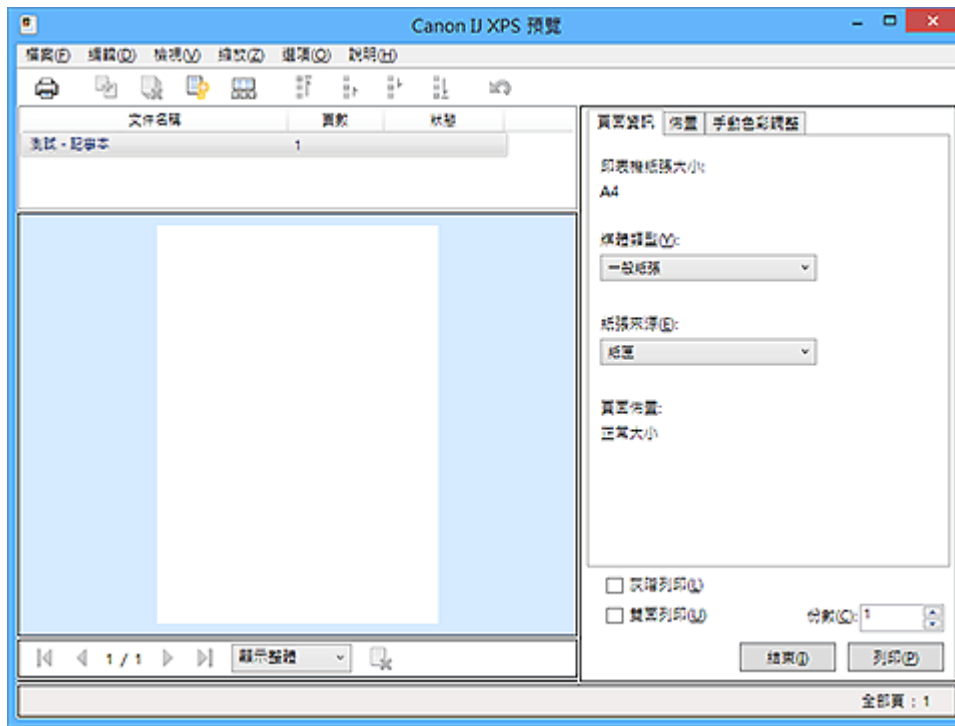 Canon IJ XPS 預覽
檔案(F) 編輯(D) 檢視(V) 縮放(Z) 選項(O) 說明(H)
文件名稱 頁數 狀態
測試 - 記事本 1
頁面資訊 佈置 手動色彩調整
印表機紙張大小:
A4
媒體類型(Y):
一般紙張
紙張來源(E):
紙匣
頁面佈置:
正常大小
灰階列印(L)
雙面列印(U) 份數(C): 1
1 / 1 顯示整體
結束(I) 列印(P)
全部頁 : 1